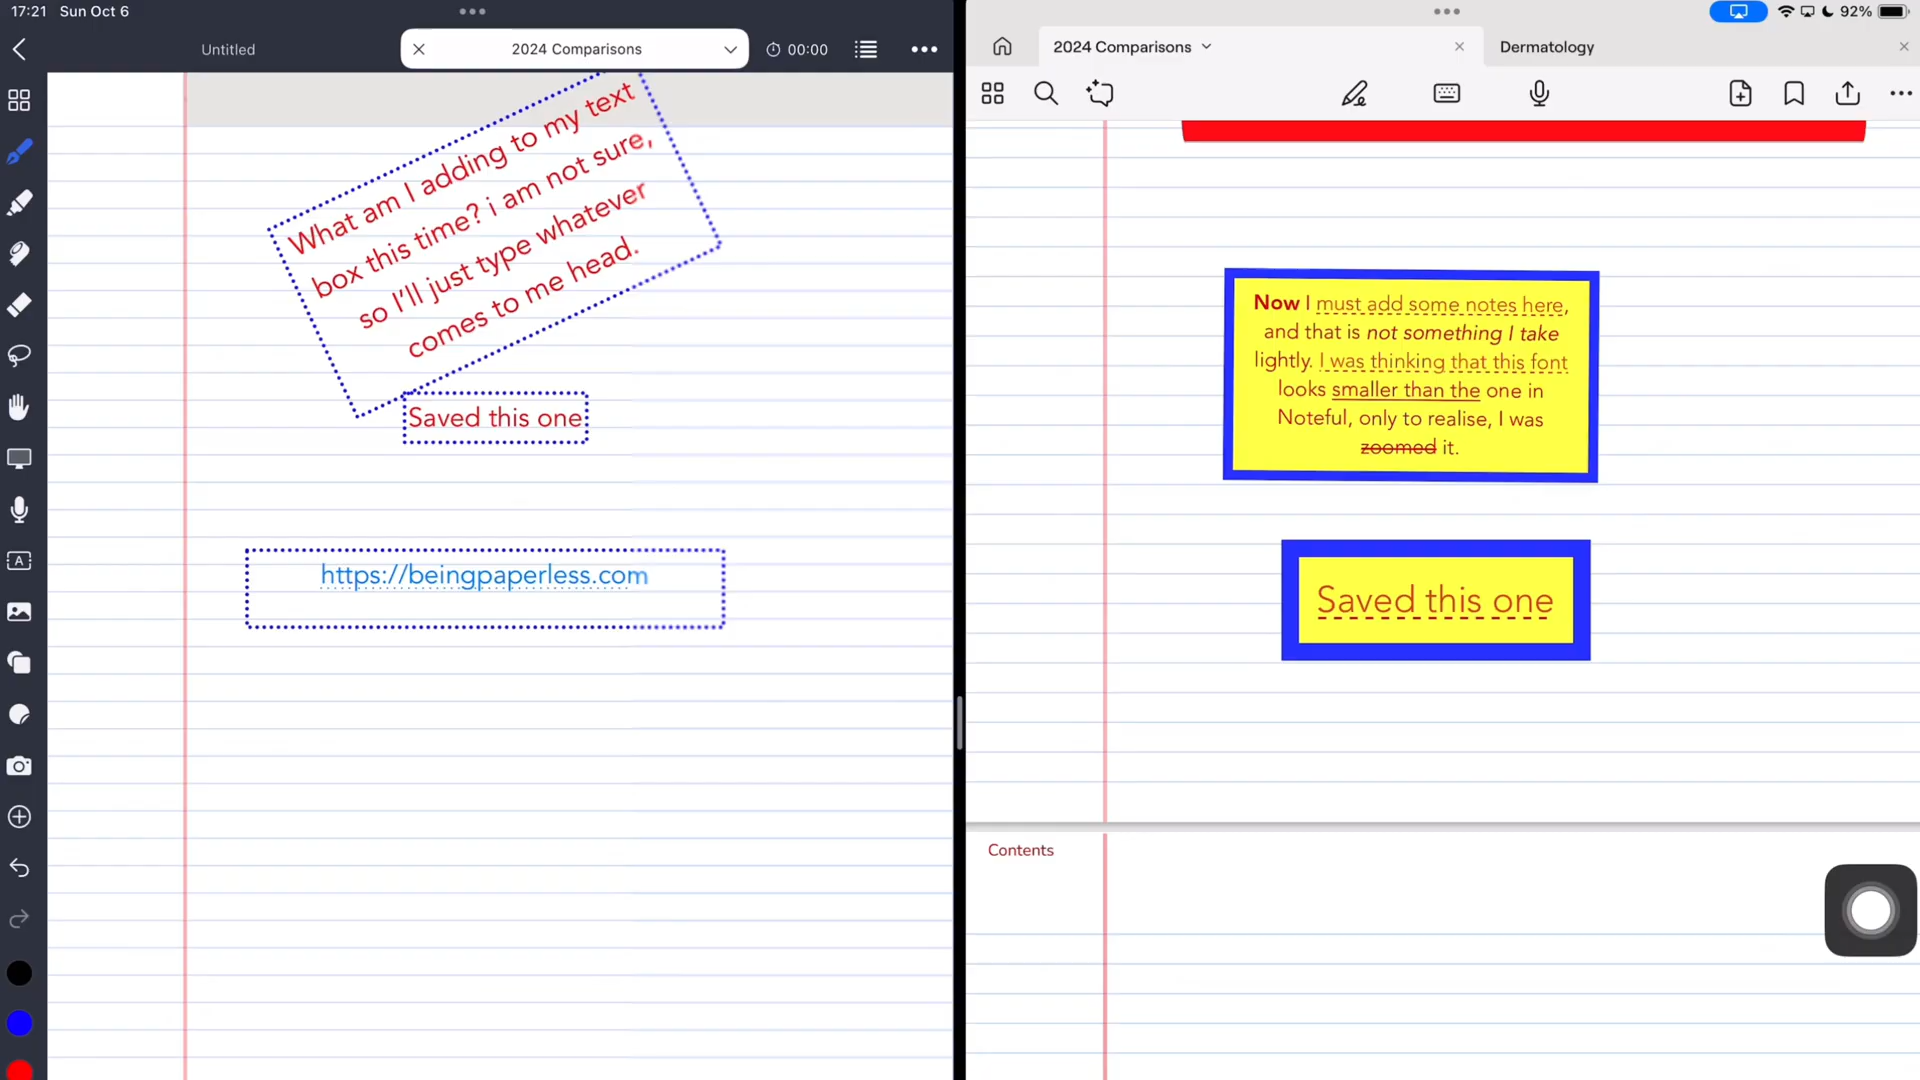 17:21 Sun Oct 6
92%
Untitled
2024 Comparisons
00:00
What am I adding to my text
box this time? i am not sure,
so I'll just type whatever
comes to me head.
Saved this one
https://beingpaperless.com
A
2024 Comparisons
Dermatology
Now I must add some notes here,
and that is not something I take
lightly. I was thinking that this font
looks smaller than the one in
Noteful, only to realise, I was
zoomed it.
Saved this one
Contents